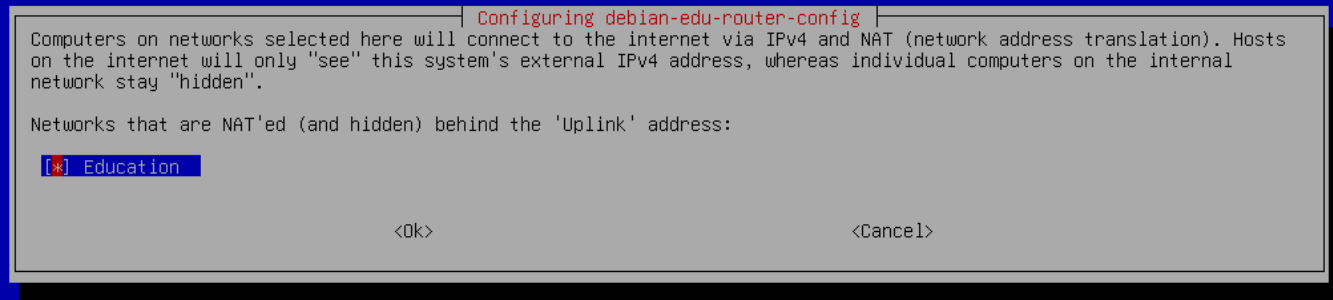 Configuring debian-edu-router-config
Computers on networks selected here will connect to the internet via IPv4 and NAT (network address translation). Hosts
on the internet will only "see" this system's external IPv4 address, whereas individual computers on the internal
network stay "hidden".
Networks that are NAT'ed (and hidden) behind the 'Uplink' address:
[*] Education
<Ok> <Cancel>